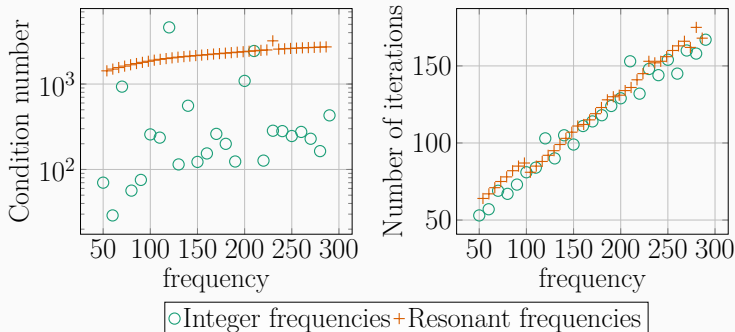 Condition number
10^3
10^2
50 100 150 200 250 300
frequency
Number of iterations
150
100
50
50 100 150 200 250 300
frequency
Integer frequencies Resonant frequencies